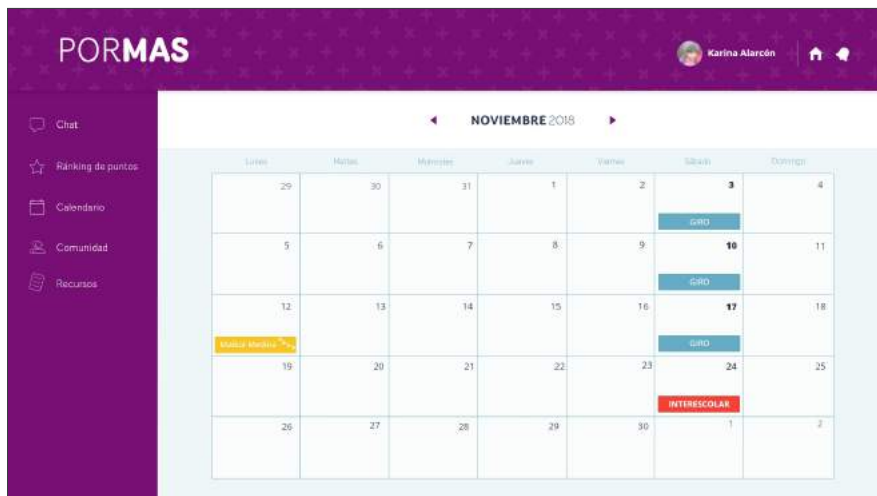 PORMAS
Karina Alarcón
Chat
Ránking de puntos
Calendario
Comunidad
Recursos
NOVIEMBRE 2018
Lunes Martes Miércoles Jueves Viernes Sábado Domingo
29 30 31 1 2 3 4
GIRO
5 6 7 8 9 10 11
GIRO
12 13 14 15 16 17 18
GIRO
19 20 21 22 23 24 25
INTERESCOLAR
26 27 28 29 30 1 2